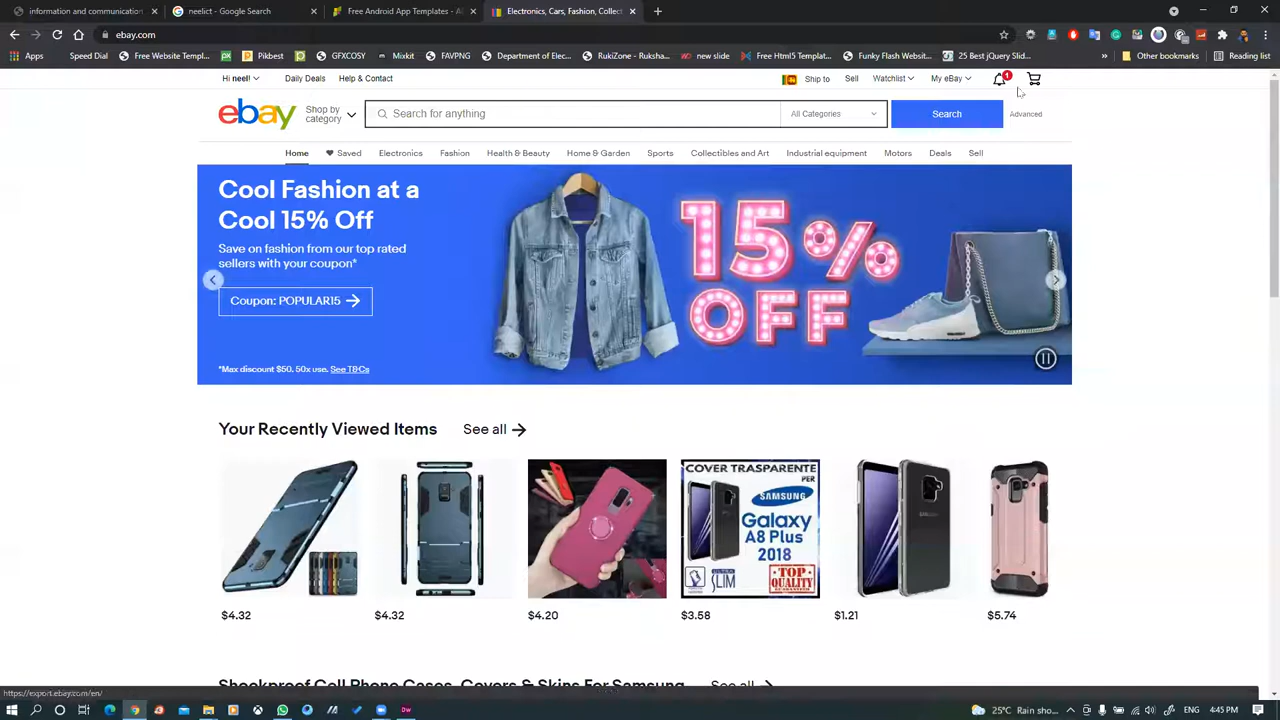 information and communication
neelict - Google Search
Free Android App Templates - A
Electronics, Cars, Fashion, Collect
ebay.com
Apps
Speed Dial
Free Website Templ...
Pikbest
GFXCOSY
Mixkit
FAVPNG
Department of Elec...
RukiZone - Ruksha...
new slide
Free Html5 Templat...
Funky Flash Websit...
25 Best jQuery Slid...
»
Other bookmarks
Reading list
Hi neel!
Daily Deals
Help & Contact
Ship to
Sell
Watchlist
My eBay
1
ebay
Shop by
category
Search for anything
All Categories
Search
Advanced
Home
Saved
Electronics
Fashion
Health & Beauty
Home & Garden
Sports
Collectibles and Art
Industrial equipment
Motors
Deals
Sell
Cool Fashion at a
Cool 15% Off
Save on fashion from our top rated
sellers with your coupon*
Coupon: POPULAR15
*Max discount $50. 50x use. See T&Cs
15%
OFF
Your Recently Viewed Items
See all
COVER TRASPARENTE
PER
SAMSUNG
Galaxy
A8 Plus
2018
SLIM
TOP
QUALITY
$4.32
$4.32
$4.20
$3.58
$1.21
$5.74
Shockproof Cell Phone Cases, Covers & Skins For Samsung
See all
https://export.ebay.com/en/
25°C Rain sho...
4:45 PM